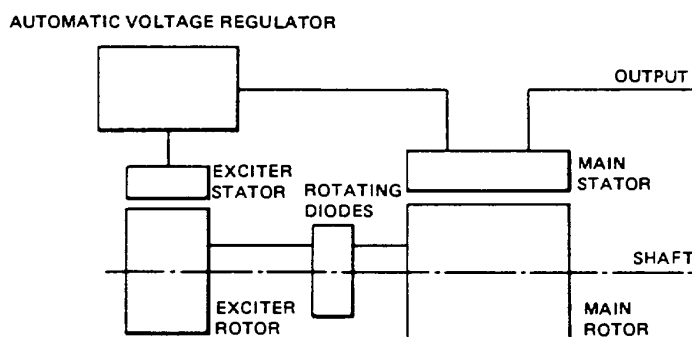 AUTOMATIC VOLTAGE REGULATOR
OUTPUT
EXCITER
STATOR
ROTATING
DIODES
MAIN
STATOR
SHAFT
EXCITER
ROTOR
MAIN
ROTOR